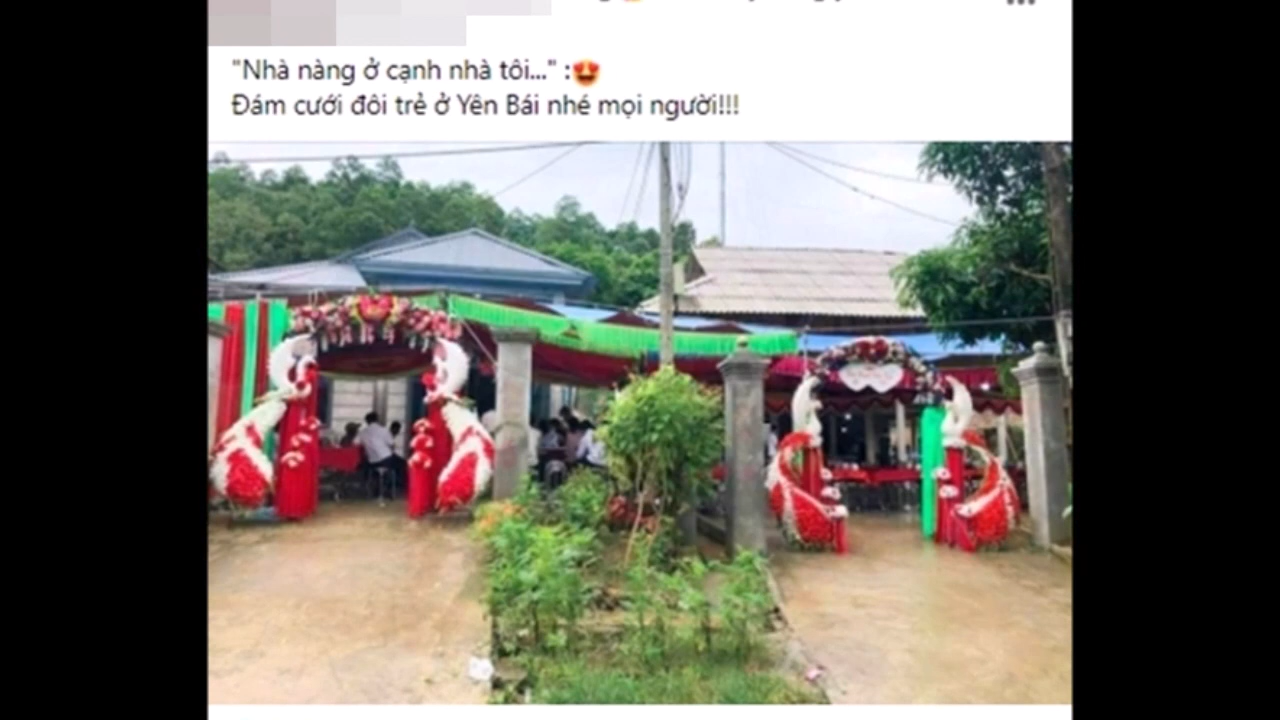 "Nhà nàng ở cạnh nhà tôi..." :😍
Đám cưới đôi trẻ ở Yên Bái nhé mọi người!!!